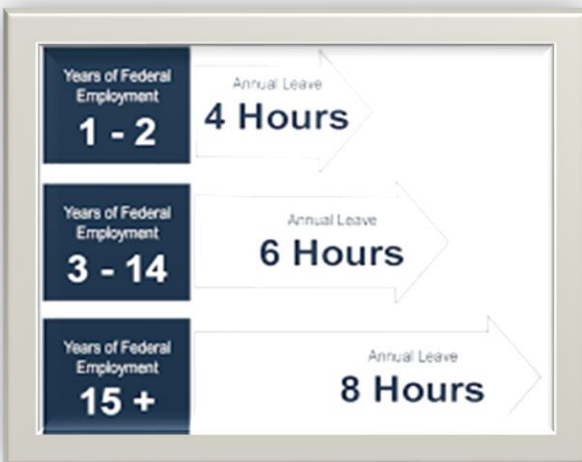 Years of Federal
Employment
1 - 2
Annual Leave
4 Hours
Years of Federal
Employment
3 - 14
Annual Leave
6 Hours
Years of Federal
Employment
15 +
Annual Leave
8 Hours